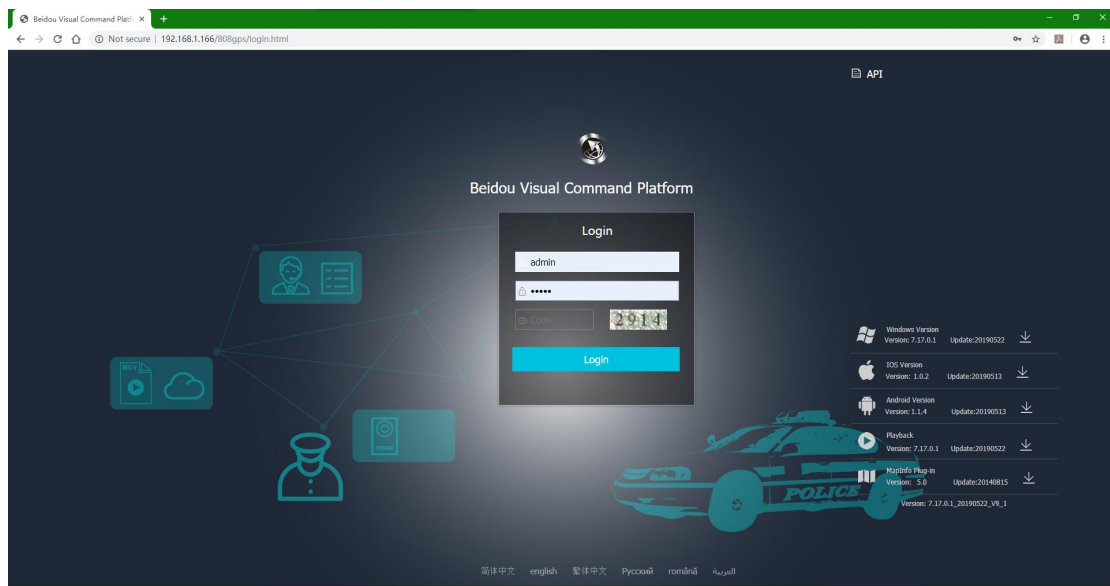 Beidou Visual Command Platf
Not secure | 192.168.1.166/808gps/login.html
API
Beidou Visual Command Platform
Login
admin
•••••
Code
2914
Login
MOV
POLICE
Windows Version
Version: 7.17.0.1 Update:20190522
IOS Version
Version: 1.0.2 Update:20190513
Android Version
Version: 1.1.4 Update:20190513
Playback
Version: 7.17.0.1 Update:20190522
MapInfo Plug-in
Version: 5.0 Update:20140815
Version: 7.17.0.1_20190522_V9_1
简体中文 english 繁体中文 Русский română العربية